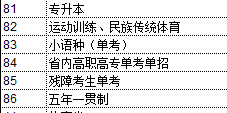 81 专升本
82 运动训练、民族传统体育
83 小语种（单考）
84 省内高职高专单考单招
85 残障考生单考
86 五年一贯制